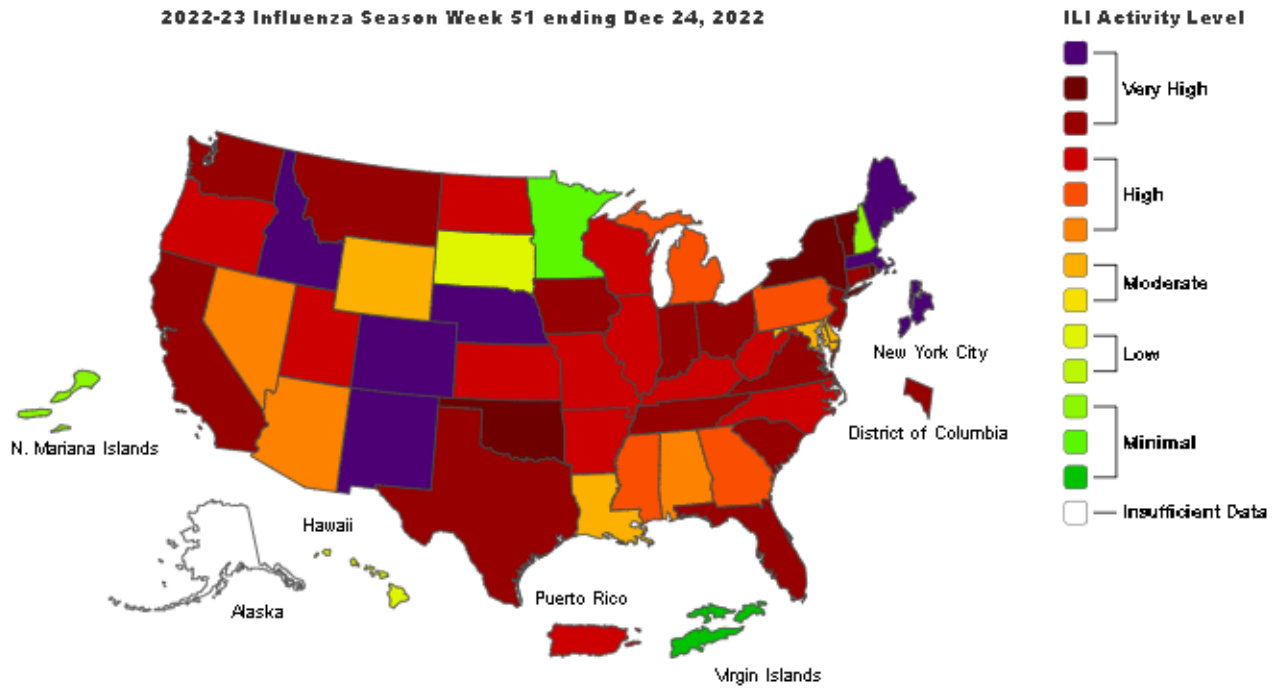 2022-23 Influenza Season Week 51 ending Dec 24, 2022
ILI Activity Level
Very High
High
Moderate
Low
Minimal
Insufficient Data
New York City
District of Columbia
N. Mariana Islands
Hawaii
Alaska
Puerto Rico
Virgin Islands